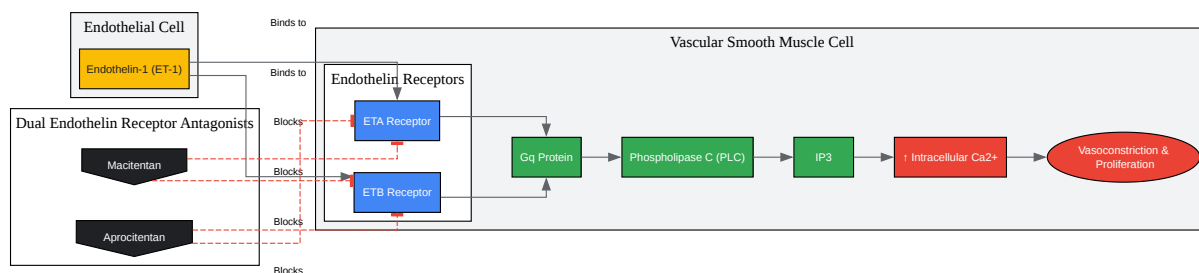 Endothelial Cell
Endothelin-1 (ET-1)
Binds to
Binds to
Vascular Smooth Muscle Cell
Endothelin Receptors
ETA Receptor
ETB Receptor
Dual Endothelin Receptor Antagonists
Macitentan
Aprocitentan
Blocks
Blocks
Blocks
Blocks
Gq Protein
Phospholipase C (PLC)
IP3
↑ Intracellular Ca2+
Vasoconstriction &
Proliferation